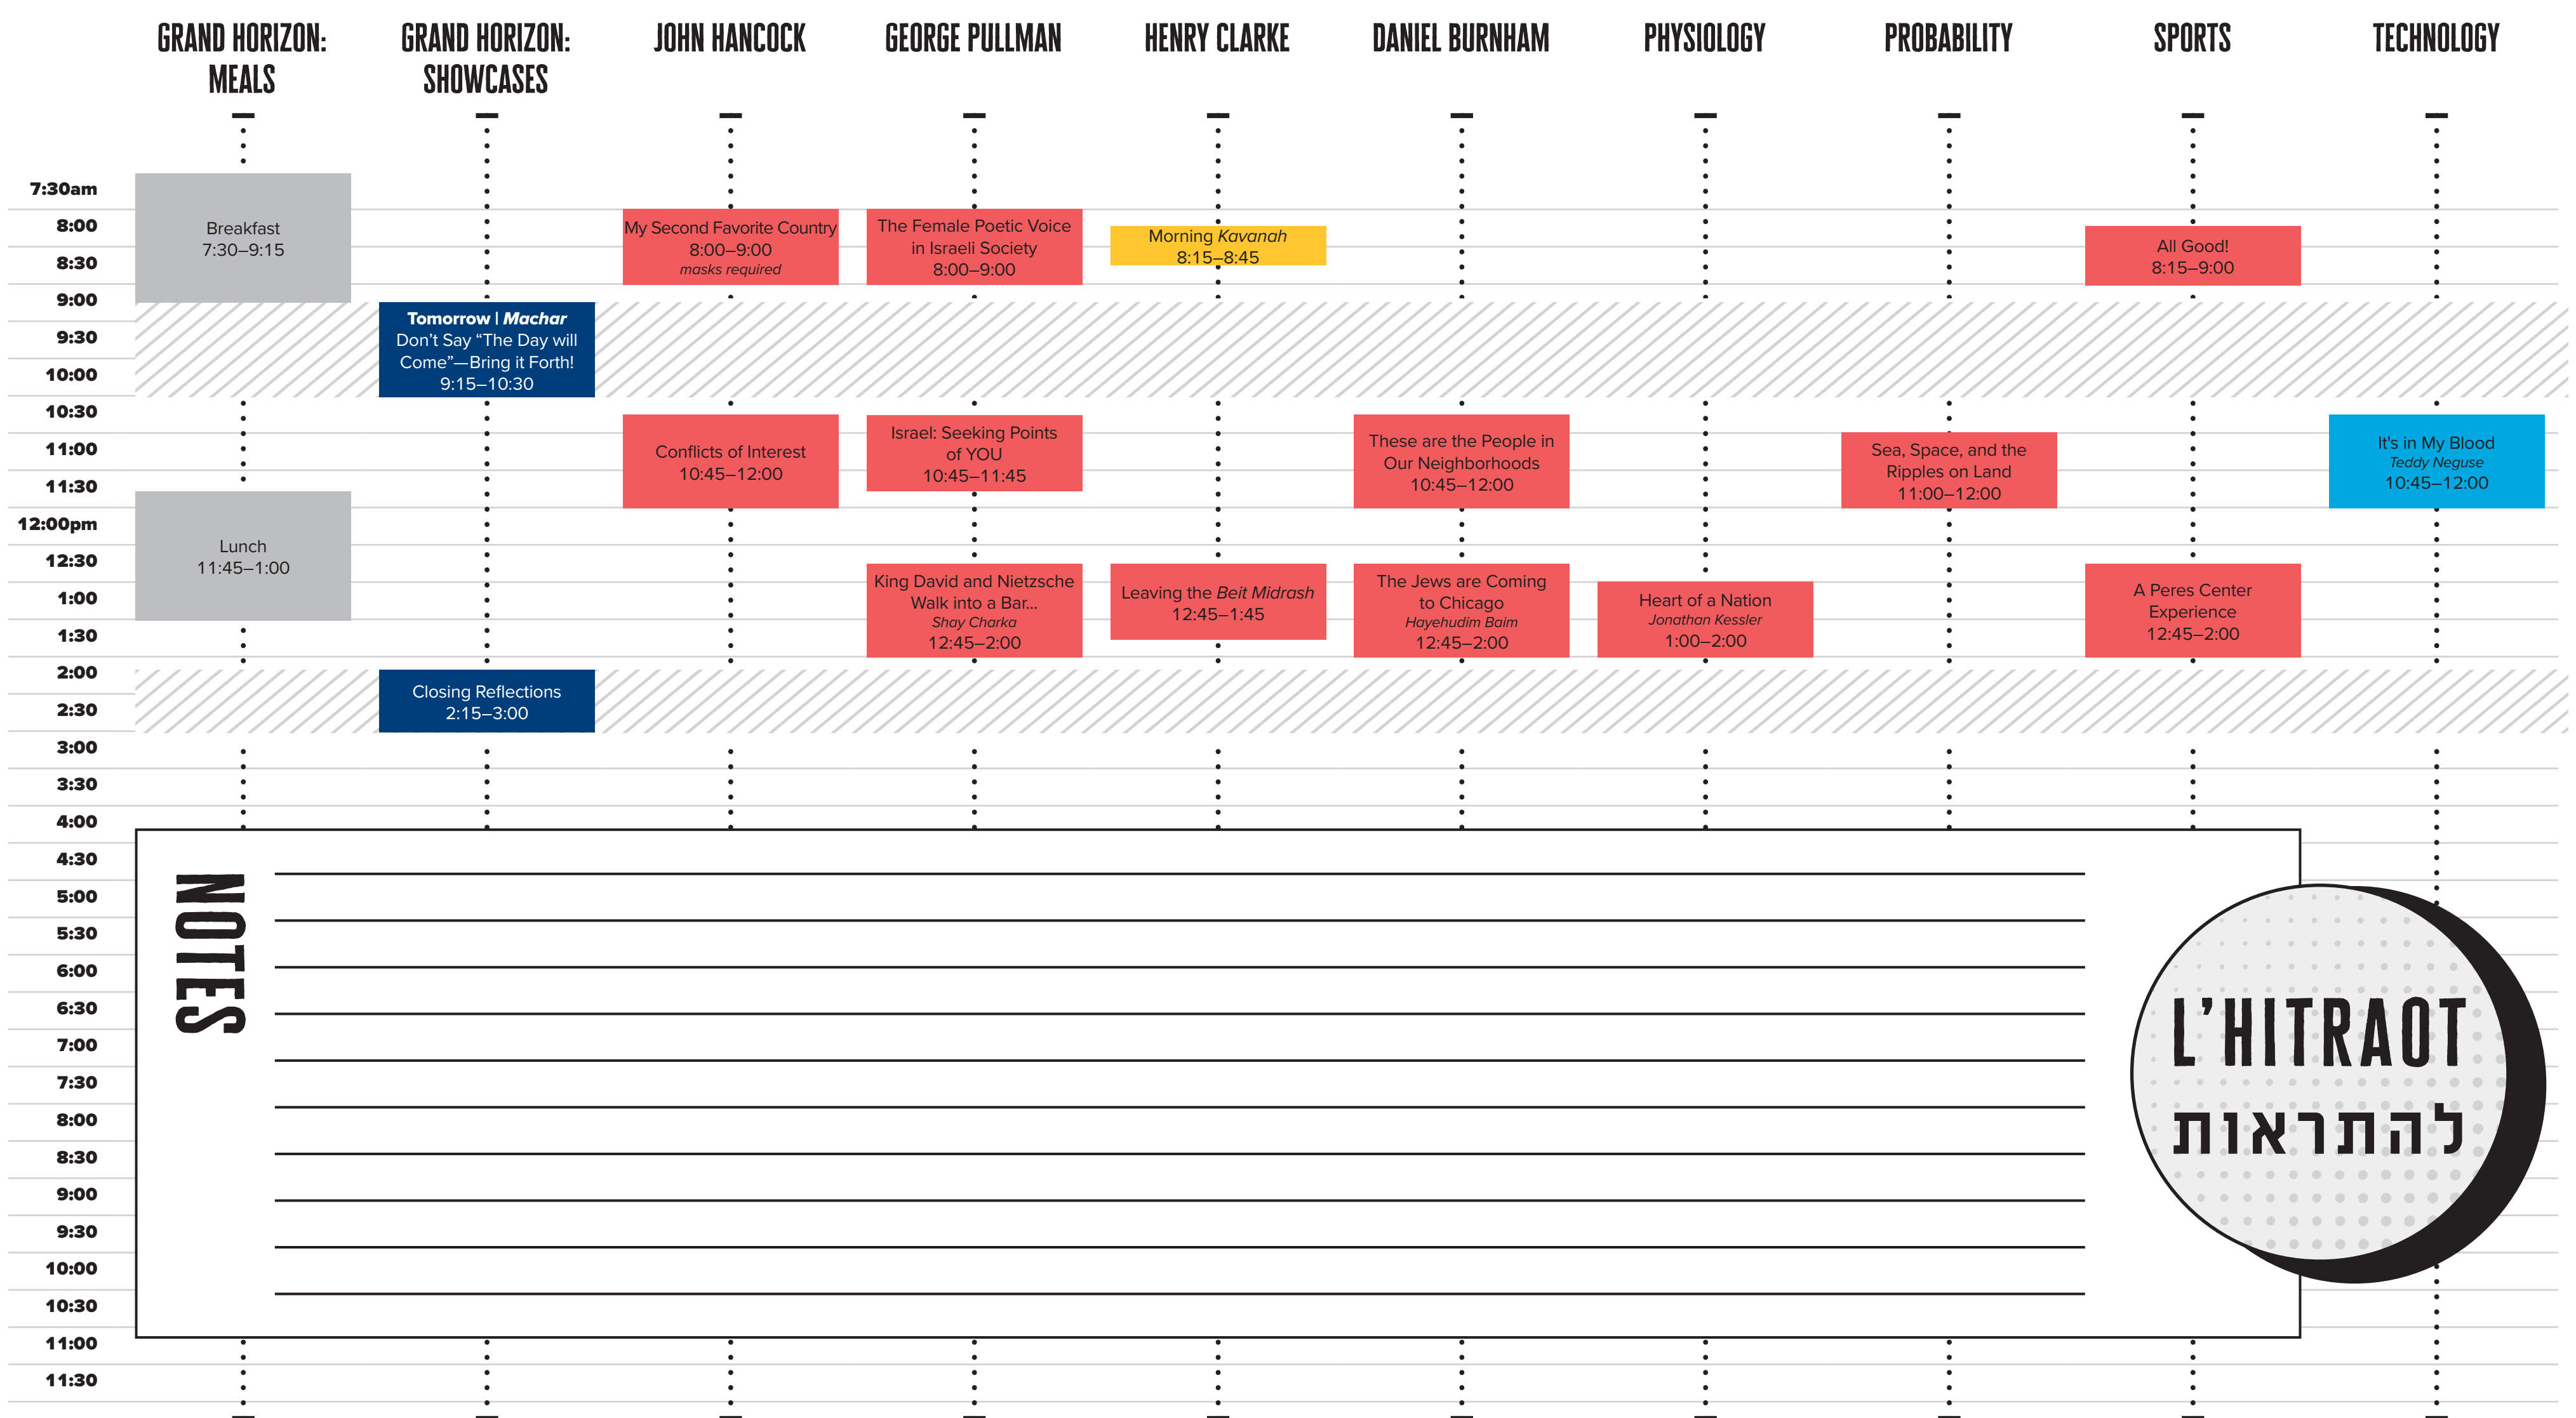 GRAND HORIZON:
MEALS
GRAND HORIZON:
SHOWCASES
JOHN HANCOCK
GEORGE PULLMAN
HENRY CLARKE
DANIEL BURNHAM
PHYSIOLOGY
PROBABILITY
SPORTS
TECHNOLOGY
7:30am
8:00
8:30
9:00
9:30
10:00
10:30
11:00
11:30
12:00pm
12:30
1:00
1:30
2:00
2:30
3:00
3:30
4:00
4:30
5:00
5:30
6:00
6:30
7:00
7:30
8:00
8:30
9:00
9:30
10:00
10:30
11:00
11:30
Breakfast
7:30–9:15
Lunch
11:45–1:00
Tomorrow | Machar
Don't Say “The Day will
Come”—Bring it Forth!
9:15–10:30
Closing Reflections
2:15–3:00
My Second Favorite Country
8:00–9:00
masks required
Conflicts of Interest
10:45–12:00
The Female Poetic Voice
in Israeli Society
8:00–9:00
Israel: Seeking Points
of YOU
10:45–11:45
King David and Nietzsche
Walk into a Bar...
Shay Charka
12:45–2:00
Morning Kavanah
8:15–8:45
Leaving the Beit Midrash
12:45–1:45
These are the People in
Our Neighborhoods
10:45–12:00
The Jews are Coming
to Chicago
Hayehudim Baim
12:45–2:00
Heart of a Nation
Jonathan Kessler
1:00–2:00
Sea, Space, and the
Ripples on Land
11:00–12:00
All Good!
8:15–9:00
A Peres Center
Experience
12:45–2:00
It's in My Blood
Teddy Neguse
10:45–12:00
NOTES
L'HITRAOT
להתראות